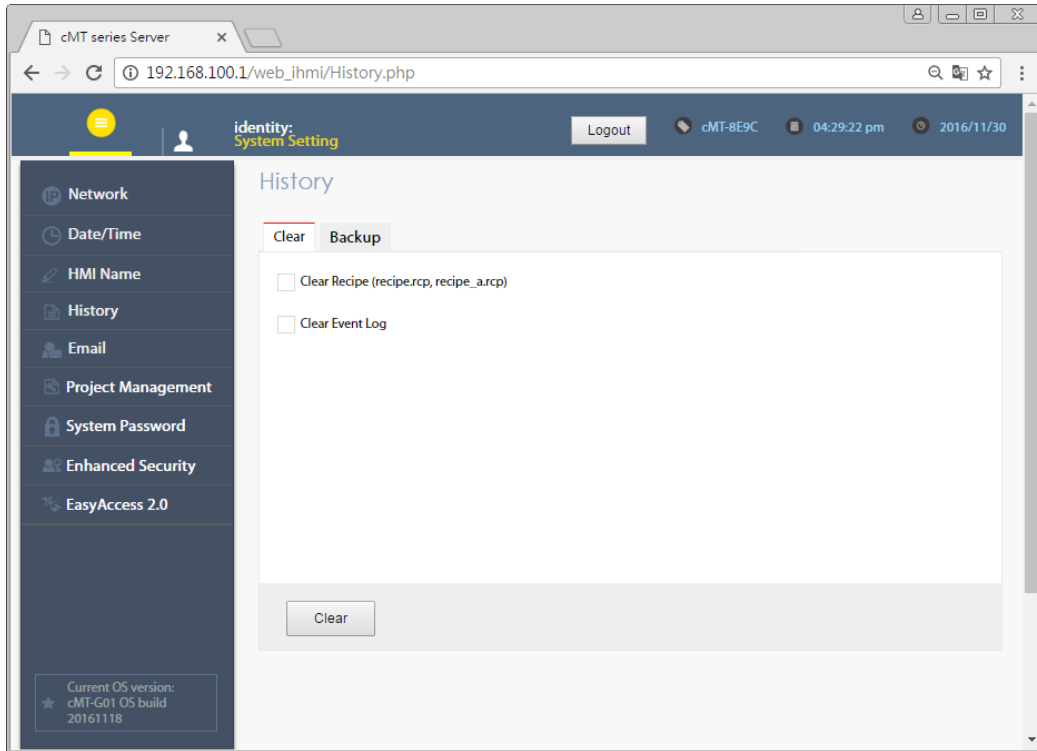 cMT series Server
192.168.100.1/web_ihmi/History.php
identity:
System Setting
Logout
cMT-8E9C
04:29:22 pm
2016/11/30
Network
Date/Time
HMI Name
History
Email
Project Management
System Password
Enhanced Security
EasyAccess 2.0
Current OS version:
cMT-G01 OS build
20161118
History
Clear
Backup
Clear Recipe (recipe.rcp, recipe_a.rcp)
Clear Event Log
Clear